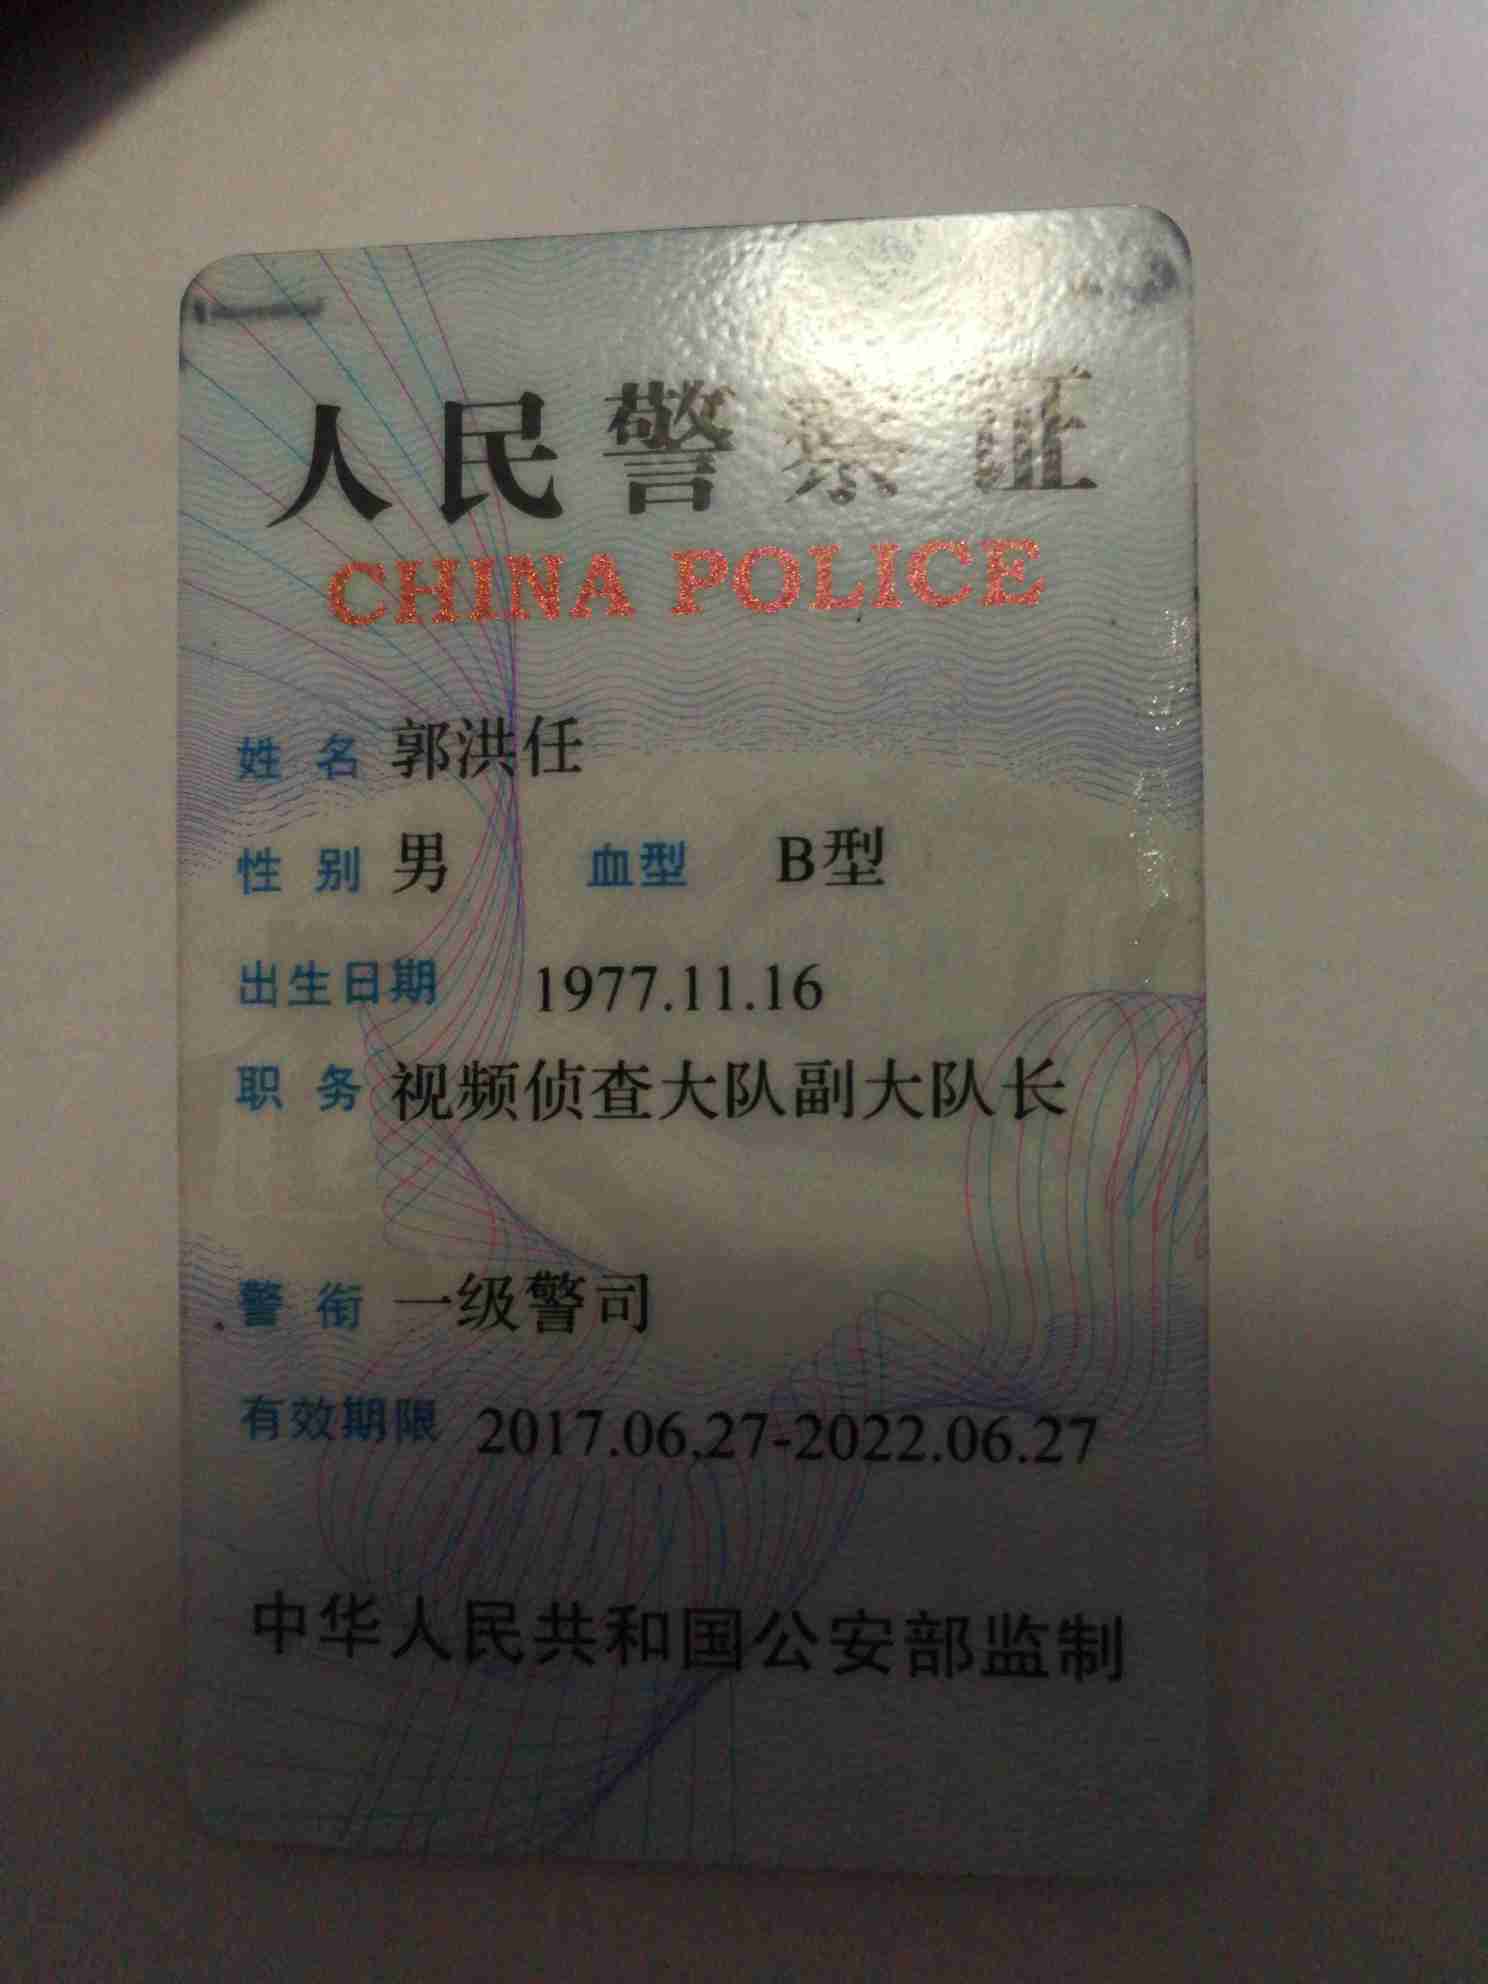 人民警察证
CHINA POLICE
姓 名 郭洪任
性 别 男 血型 B型
出生日期 1977.11.16
职 务 视频侦查大队副大队长
警 衔 一级警司
有效期限 2017.06.27-2022.06.27
中华人民共和国公安部监制